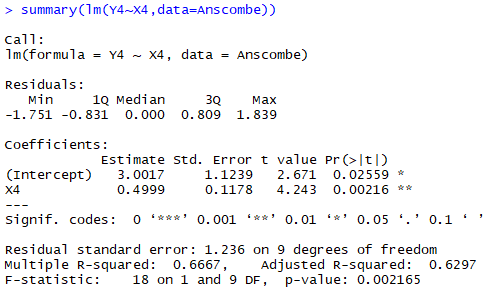 > summary(lm(Y4~X4,data=Anscombe))
Call:
lm(formula = Y4 ~ X4, data = Anscombe)
Residuals:
   Min     1Q Median     3Q    Max
-1.751 -0.831  0.000  0.809  1.839
Coefficients:
            Estimate Std. Error t value Pr(>|t|)
(Intercept)   3.0017     1.1239   2.671  0.02559 *
X4            0.4999     0.1178   4.243  0.00216 **
---
Signif. codes:  0 ‘***’ 0.001 ‘**’ 0.01 ‘*’ 0.05 ‘.’ 0.1 ‘ ’
Residual standard error: 1.236 on 9 degrees of freedom
Multiple R-squared:  0.6667,    Adjusted R-squared:  0.6297
F-statistic:    18 on 1 and 9 DF,  p-value: 0.002165